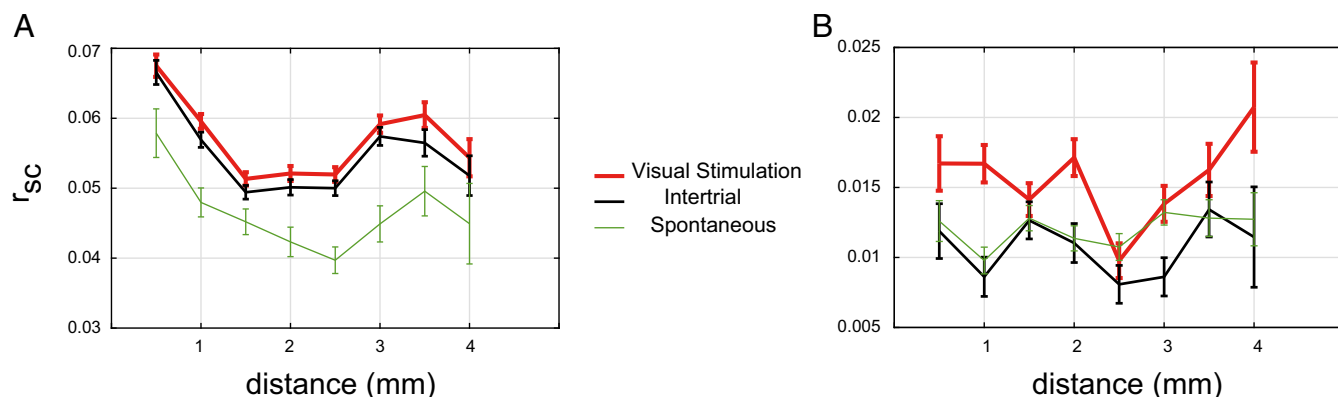 A
0.07
0.06
0.05
0.04
0.03
rsc
1 2 3 4
distance (mm)
Visual Stimulation
Intertrial
Spontaneous
B
0.025
0.02
0.015
0.01
0.005
1 2 3 4
distance (mm)